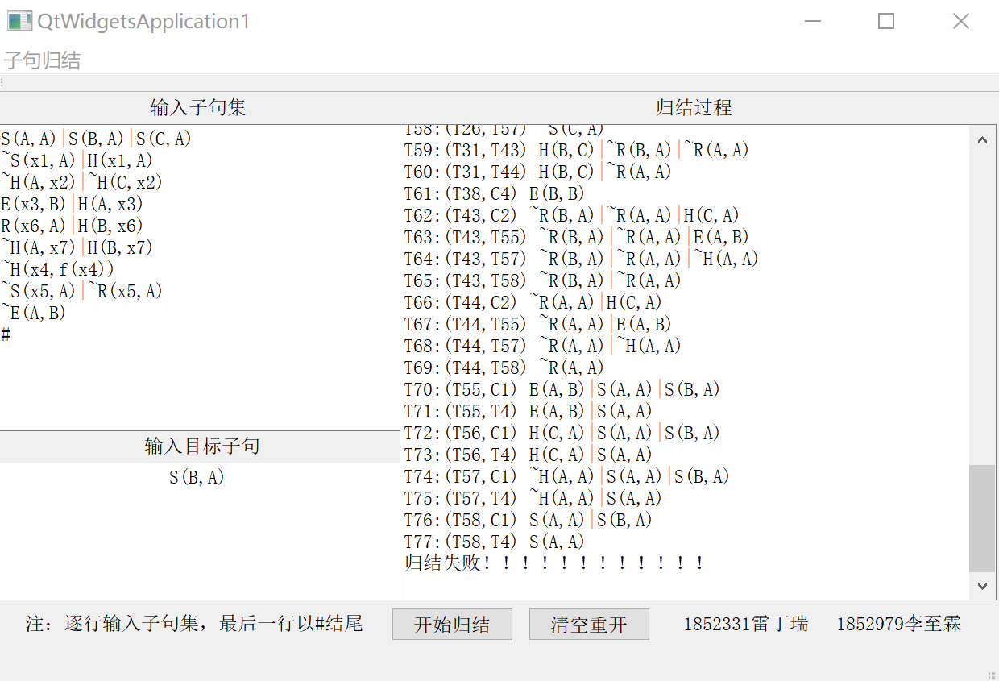 QtWidgetsApplication1
子句归结
输入子句集
S(A,A)|S(B,A)|S(C,A)
~S(x1,A)|H(x1,A)
~H(A,x2)|~H(C,x2)
E(x3,B)|H(A,x3)
R(x6,A)|H(B,x6)
~H(A,x7)|H(B,x7)
~H(x4,f(x4))
~S(x5,A)|~R(x5,A)
~E(A,B)
#
输入目标子句
S(B,A)
归结过程
T58:(T26,T57)  S(C,A)
T59:(T31,T43) H(B,C)|~R(B,A)|~R(A,A)
T60:(T31,T44) H(B,C)|~R(A,A)
T61:(T38,C4) E(B,B)
T62:(T43,C2) ~R(B,A)|~R(A,A)|H(C,A)
T63:(T43,T55) ~R(B,A)|~R(A,A)|E(A,B)
T64:(T43,T57) ~R(B,A)|~R(A,A)|~H(A,A)
T65:(T43,T58) ~R(B,A)|~R(A,A)
T66:(T44,C2) ~R(A,A)|H(C,A)
T67:(T44,T55) ~R(A,A)|E(A,B)
T68:(T44,T57) ~R(A,A)|~H(A,A)
T69:(T44,T58) ~R(A,A)
T70:(T55,C1) E(A,B)|S(A,A)|S(B,A)
T71:(T55,T4) E(A,B)|S(A,A)
T72:(T56,C1) H(C,A)|S(A,A)|S(B,A)
T73:(T56,T4) H(C,A)|S(A,A)
T74:(T57,C1) ~H(A,A)|S(A,A)|S(B,A)
T75:(T57,T4) ~H(A,A)|S(A,A)
T76:(T58,C1) S(A,A)|S(B,A)
T77:(T58,T4) S(A,A)
归结失败！！！！！！！！！！！！
注：逐行输入子句集，最后一行以#结尾
开始归结
清空重开
1852331雷丁瑞
1852979李至霖